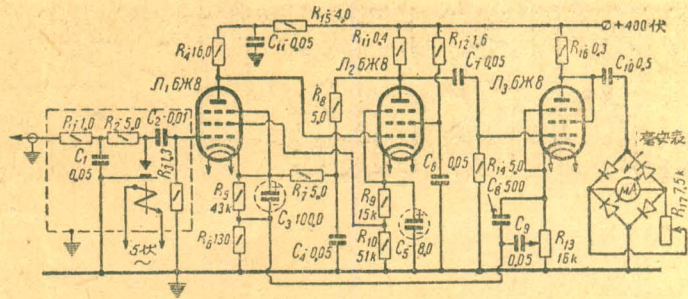 R15 4,0
+400伏
R4 16,0
C11 0,05
R11 0,4
R12 1,6
R16 0,3
C10 0,5
Л1 6Ж8
Л2 6Ж8
C7 0,05
Л3 6Ж8
R8 5,0
毫安表
R1 1,0
R2 5,0
C2 0,01
C1 0,05
R3 1,3
R5 43k
R7 5,0
C3 100,0
R9 15k
C6 0,05
R14 5,0
C8 500
μA
R17 7,5k
5伏
~
R6 130
C4 0,05
R10 51k
C5 8,0
C9 0,05
R13 16k